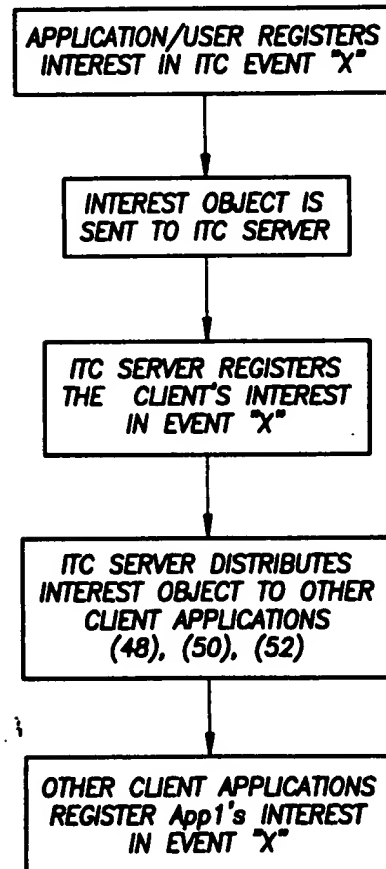 APPLICATION/USER REGISTERS
INTEREST IN ITC EVENT "X"
INTEREST OBJECT IS
SENT TO ITC SERVER
ITC SERVER REGISTERS
THE CLIENT'S INTEREST
IN EVENT "X"
ITC SERVER DISTRIBUTES
INTEREST OBJECT TO OTHER
CLIENT APPLICATIONS
(48), (50), (52)
OTHER CLIENT APPLICATIONS
REGISTER App1's INTEREST
IN EVENT "X"